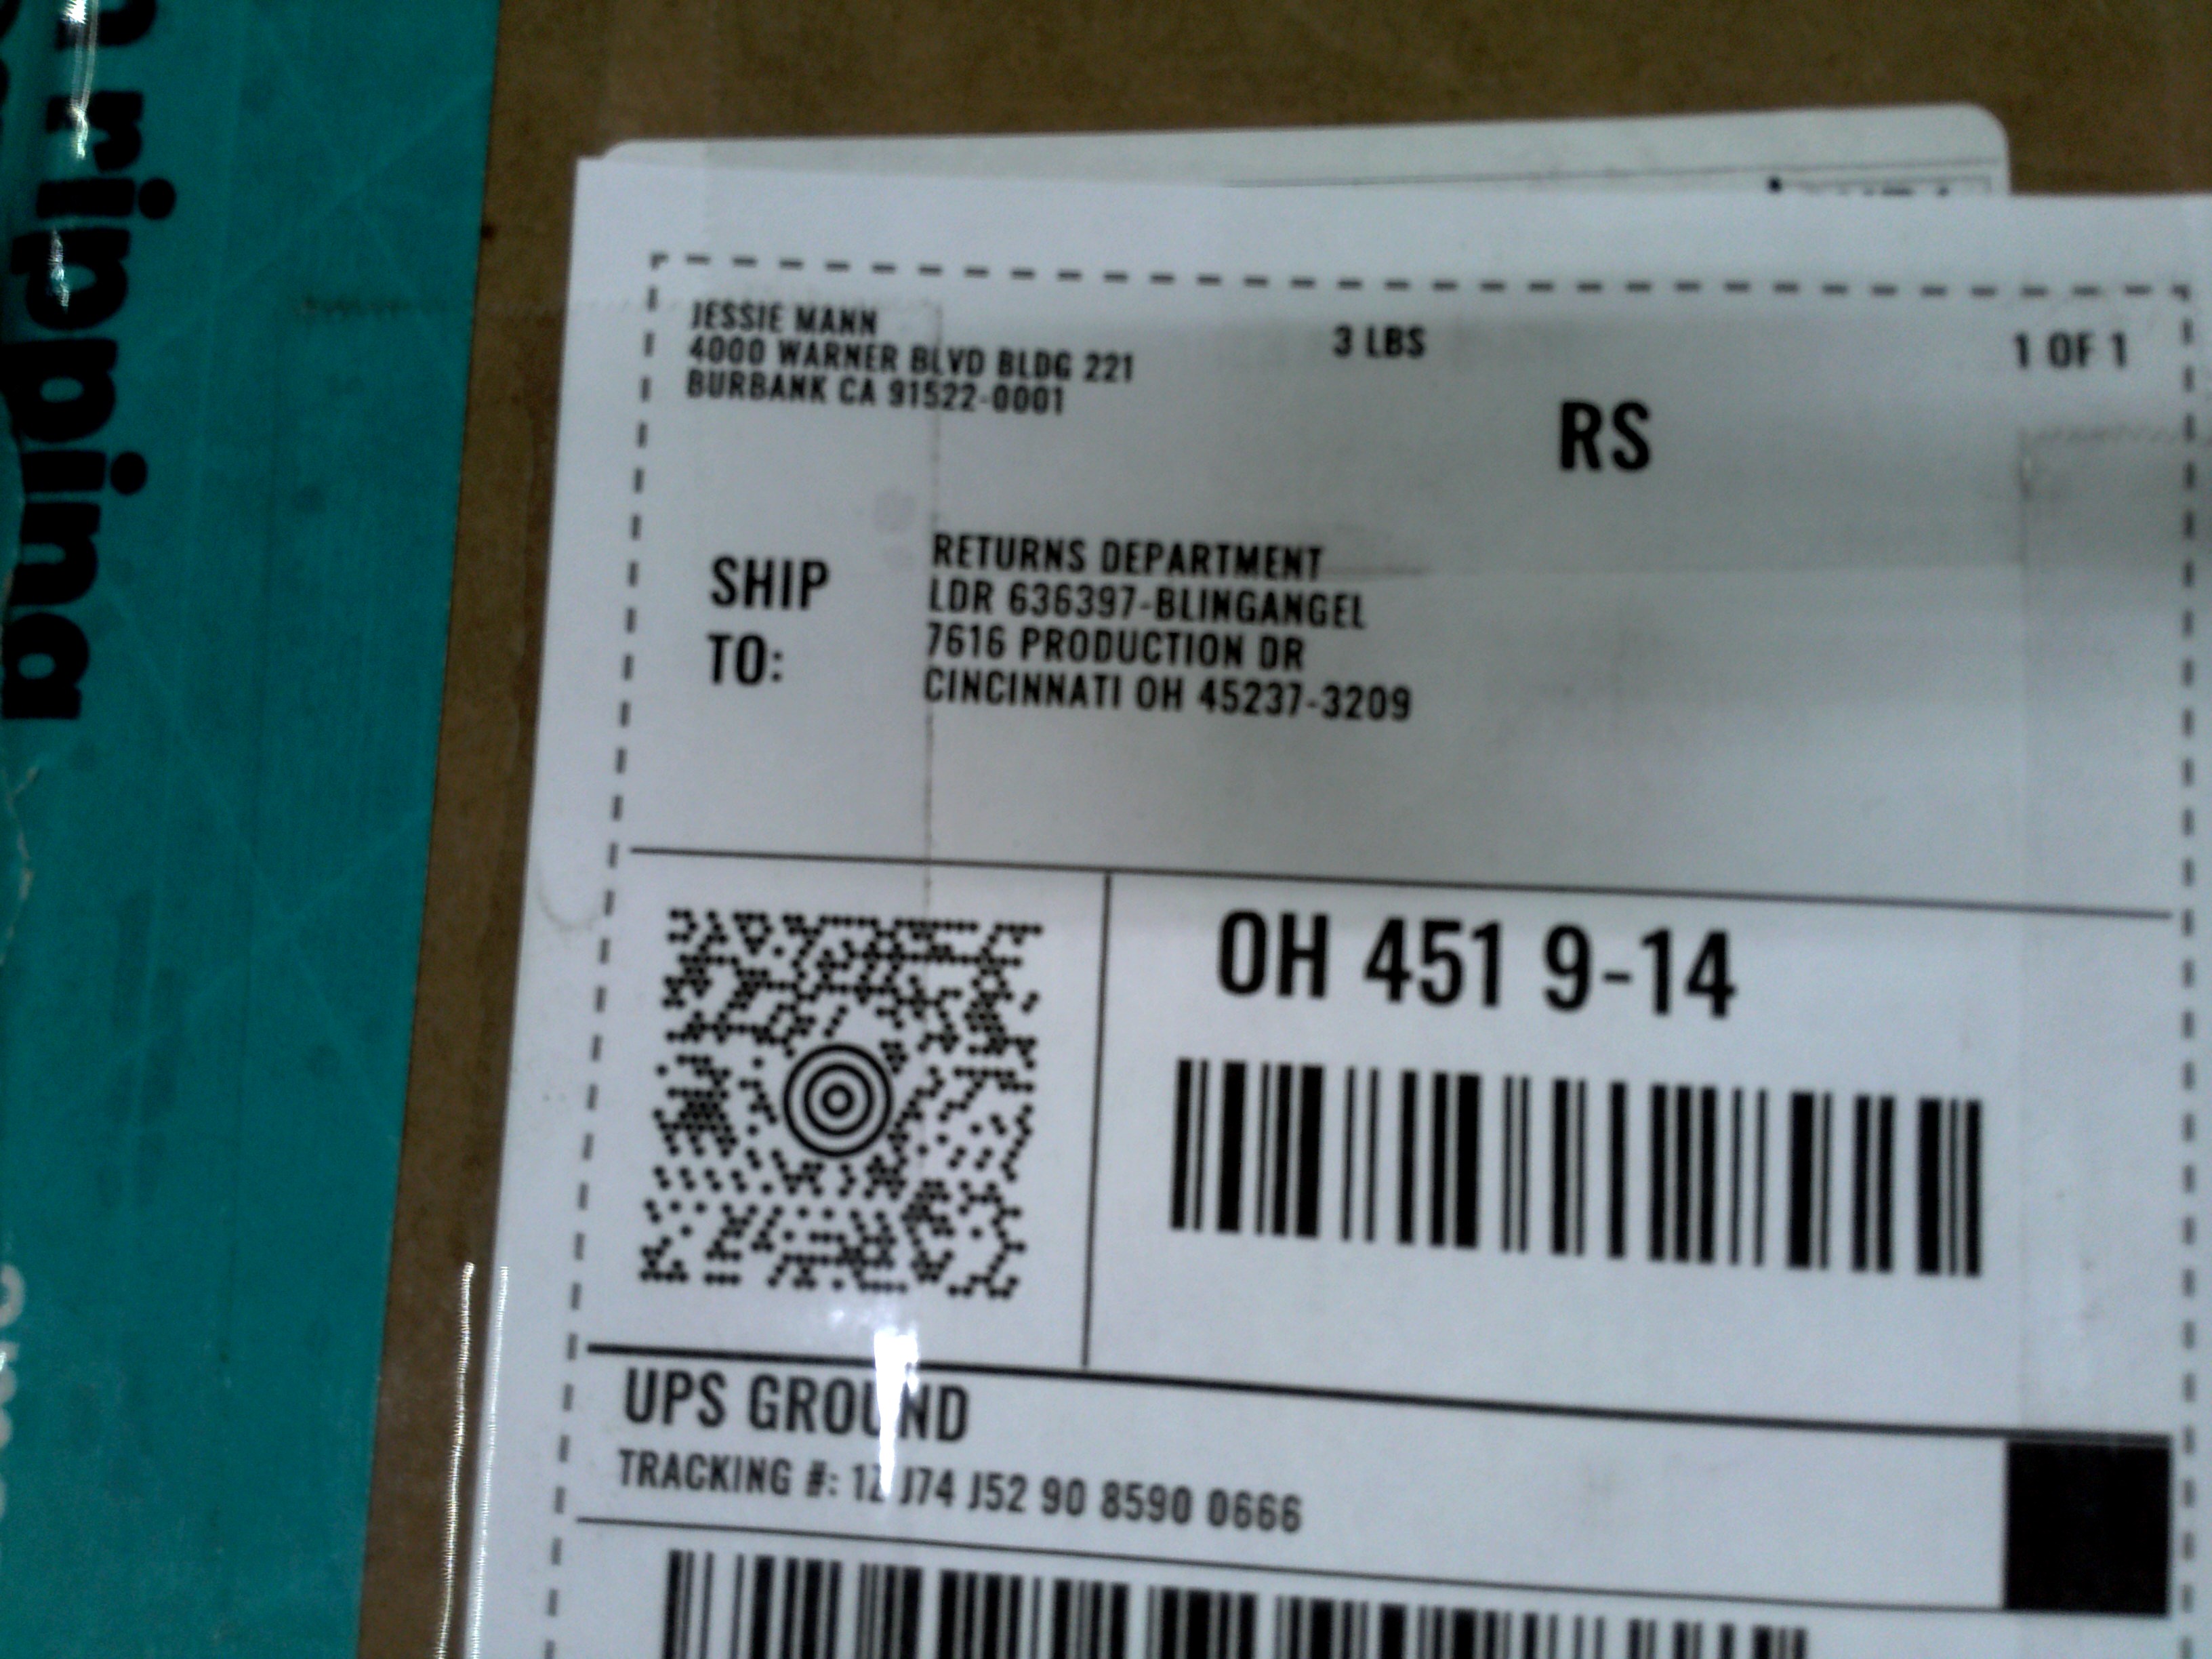 JESSIE MANN
4000 WARNER BLVD BLDG 221
BURBANK CA 91522-0001
3 LBS
1 OF 1
RS
SHIP TO:
RETURNS DEPARTMENT
LDR 636397-BLINGANGEL
7616 PRODUCTION DR
CINCINNATI OH 45237-3209
OH 451 9-14
UPS GROUND
TRACKING #: 1Z J74 J52 90 8590 0666